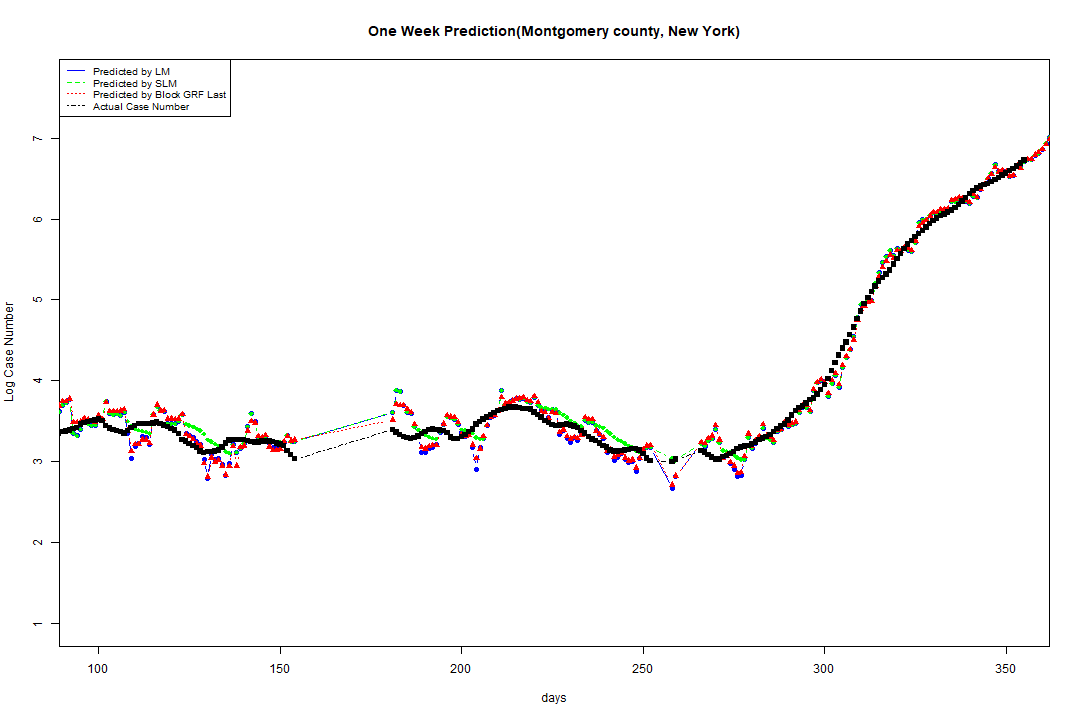 One Week Prediction(Montgomery county, New York)
Predicted by LM
Predicted by SLM
Predicted by Block GRF Last
Actual Case Number
7
6
5
4
3
2
1
Log Case Number
100 150 200 250 300 350
days